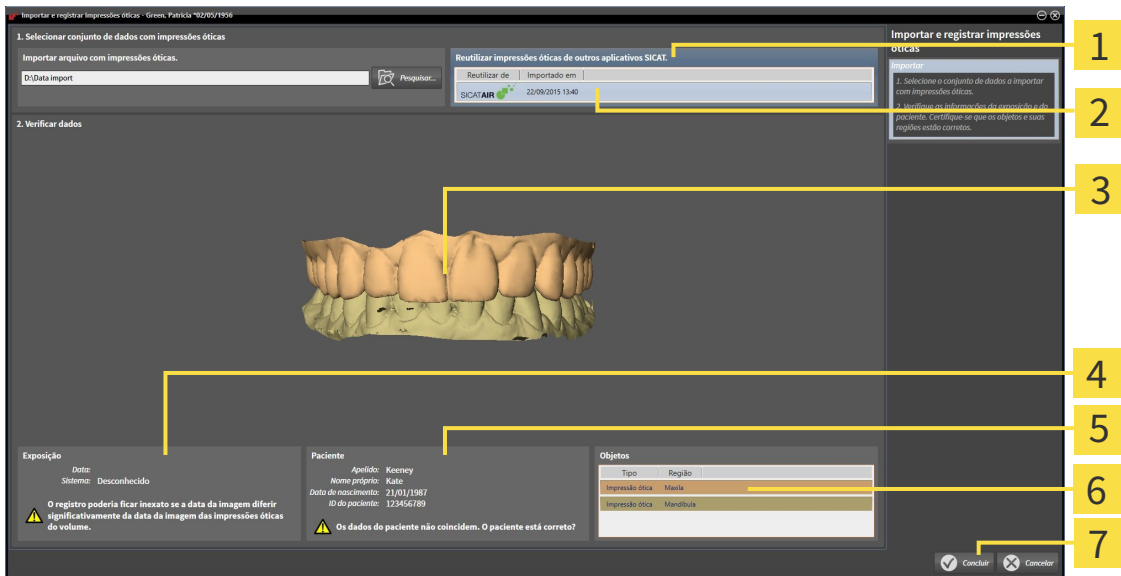 Importar e registrar impressões óticas - Green, Patricia *02/05/1956
1. Selecionar conjunto de dados com impressões óticas
Importar arquivo com impressões óticas.
D:\Data import
Pesquisar...
Reutilizar impressões óticas de outros aplicativos SICAT.
Reutilizar de
Importado em
SICATAIR
22/09/2015 13:40
Importar e registrar impressões
óticas
Importar
1. Selecione o conjunto de dados a importar
com impressões óticas.
2. Verifique as informações da exposição e do
paciente. Certifique-se que os objetos e suas
regiões estão corretos.
2. Verificar dados
Exposição
Data:
Sistema: Desconhecido
O registro poderia ficar inexato se a data da imagem diferir
significativamente da data da imagem das impressões óticas
do volume.
Paciente
Apelido: Keeney
Nome próprio: Kate
Data de nascimento: 21/01/1987
ID do paciente: 123456789
Os dados do paciente não coincidem. O paciente está correto?
Objetos
Tipo
Região
Impressão ótica Maxila
Impressão ótica Mandíbula
Concluir
Cancelar
1
2
3
4
5
6
7